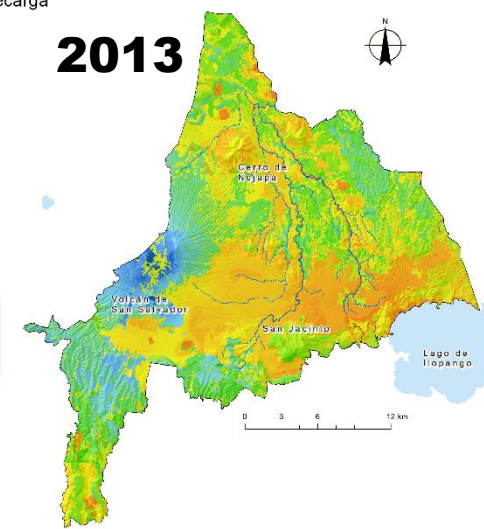 ecarga
2013
N
Cerro de
Nejapa
Volcán de
San Salvador
San Jacinto
Lago de
Ilopango
0 3 6 12 km